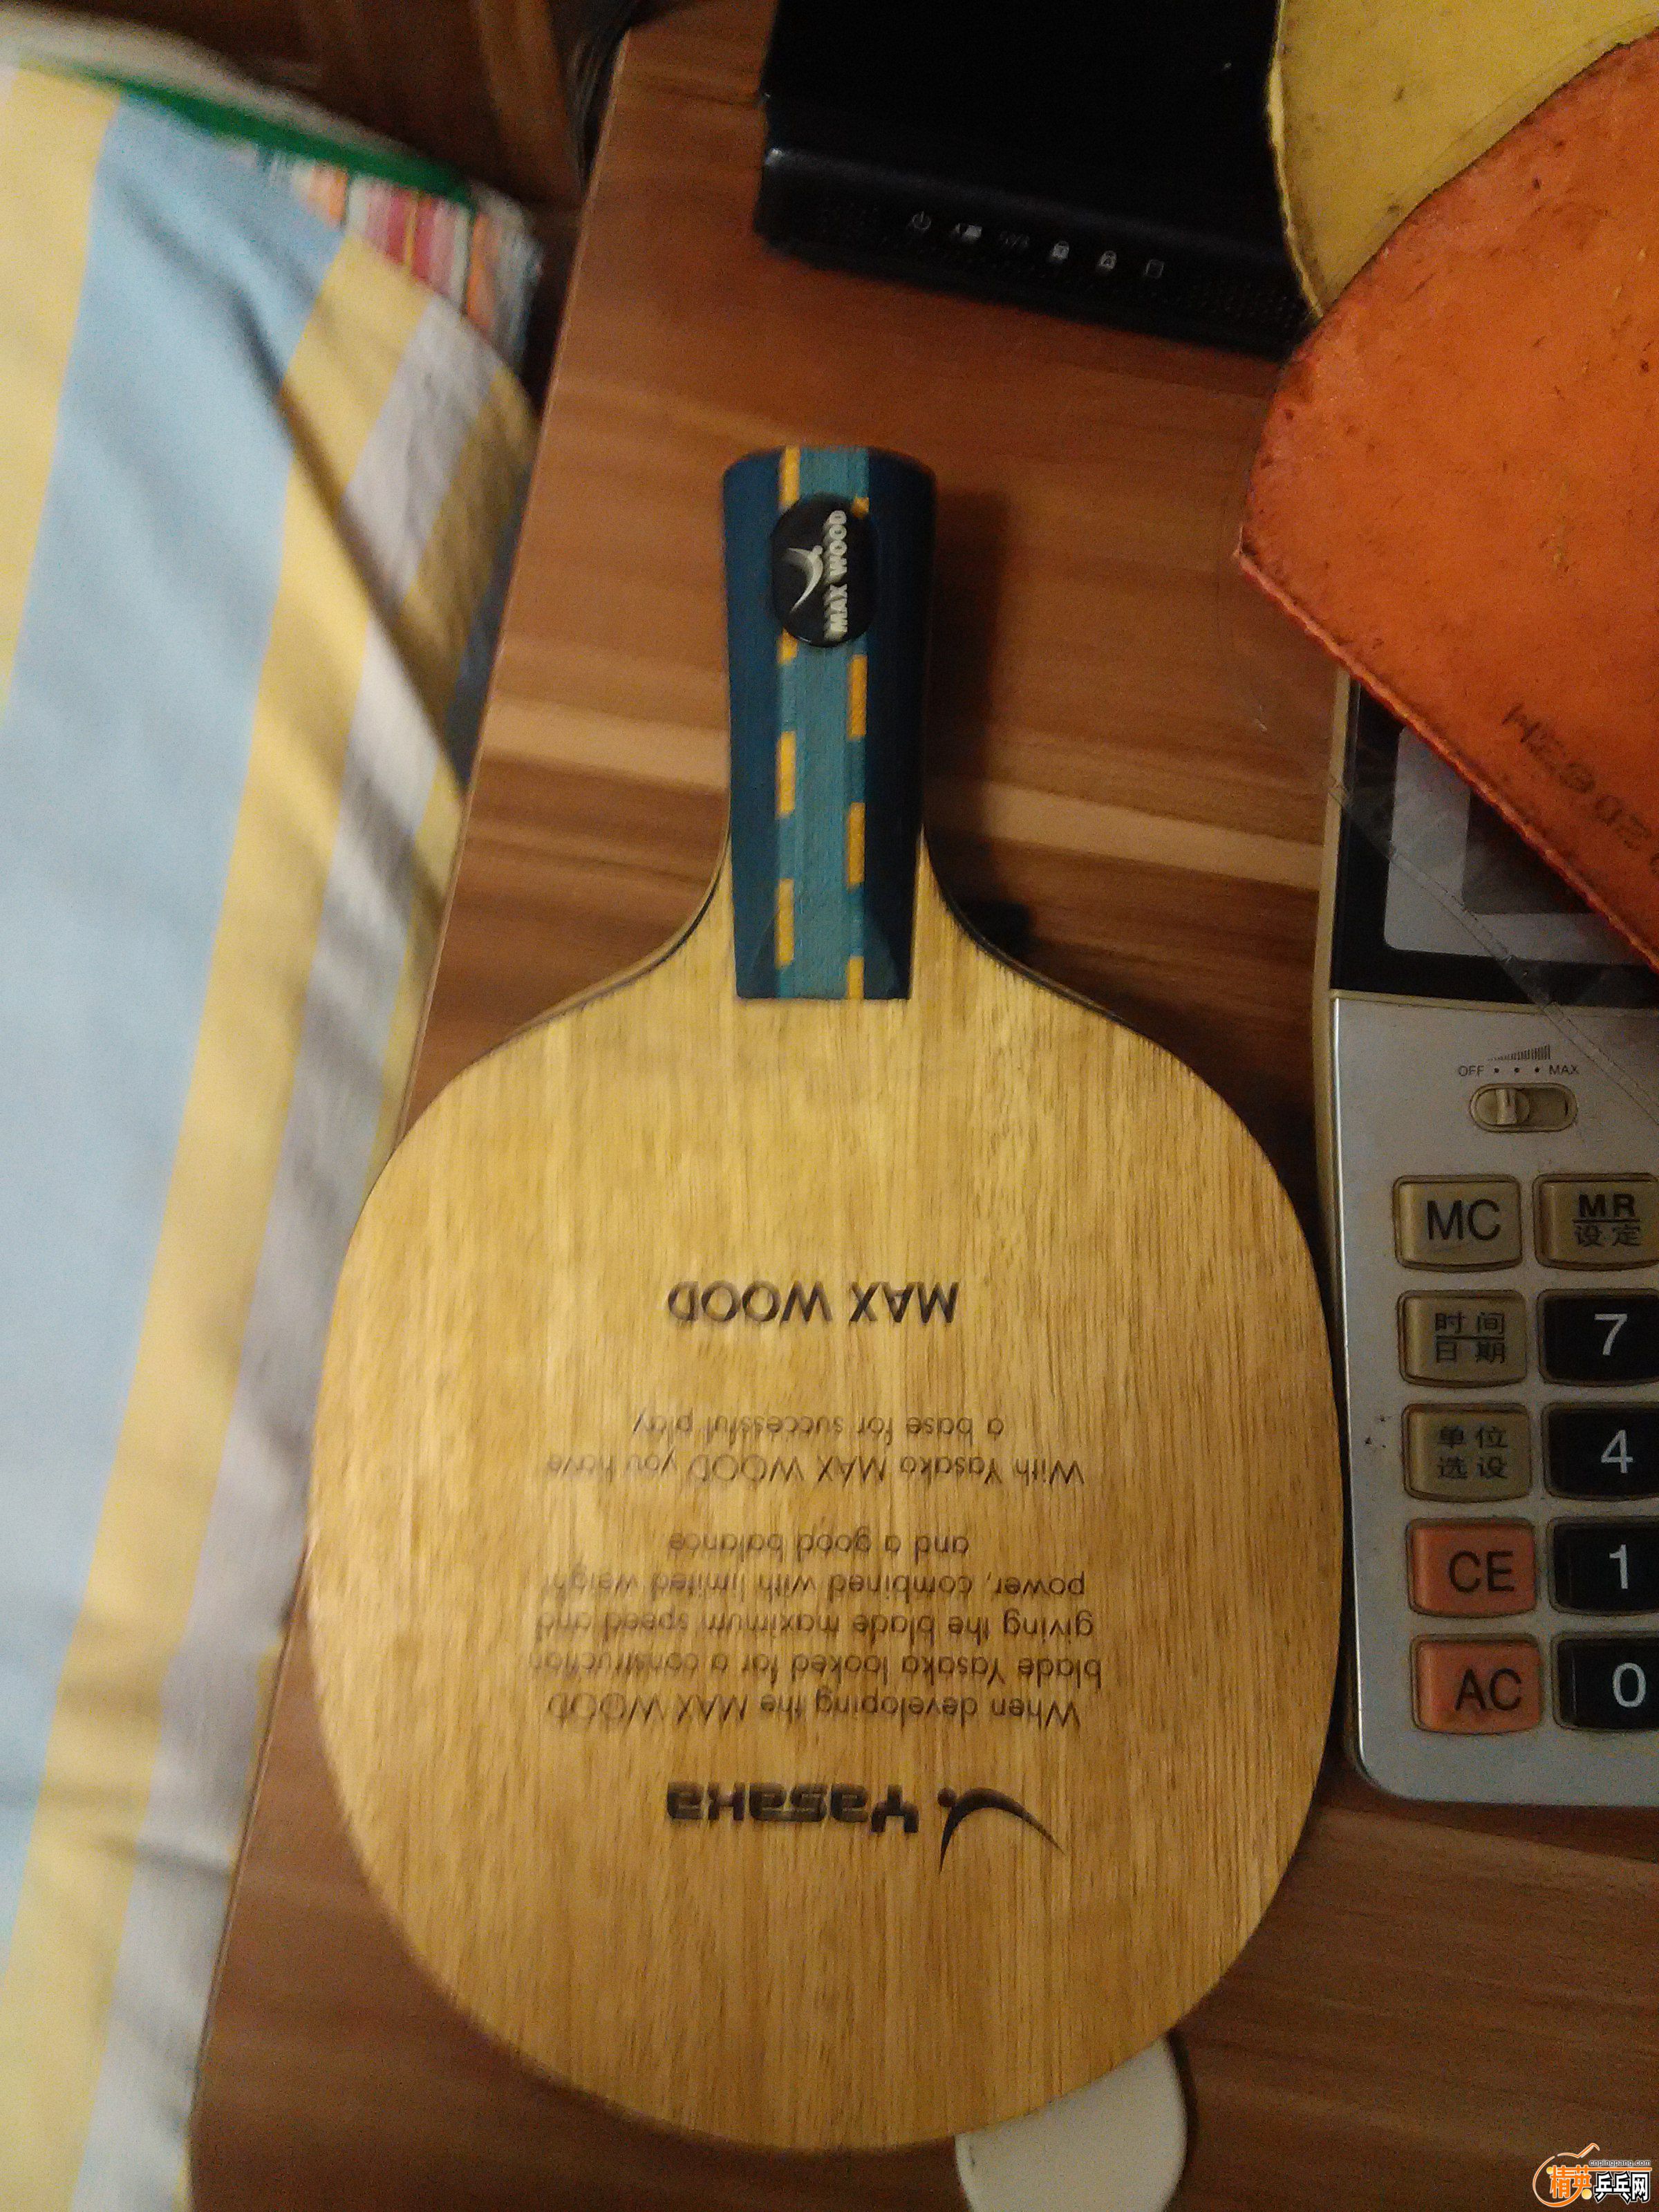 MAX WOOD
MAX WOOD
a base for successful play
With Yasaka MAX WOOD you have
and a good balance
power, combined with limited weight
giving the blade maximum speed and
blade Yasaka looked for a construction
When developing the MAX WOOD
Yasaka
OFF MAX
MC
MR
设定
时间
日期
7
单位
选设
4
CE
1
AC
0
cnpingpang.com
精英乒乓网